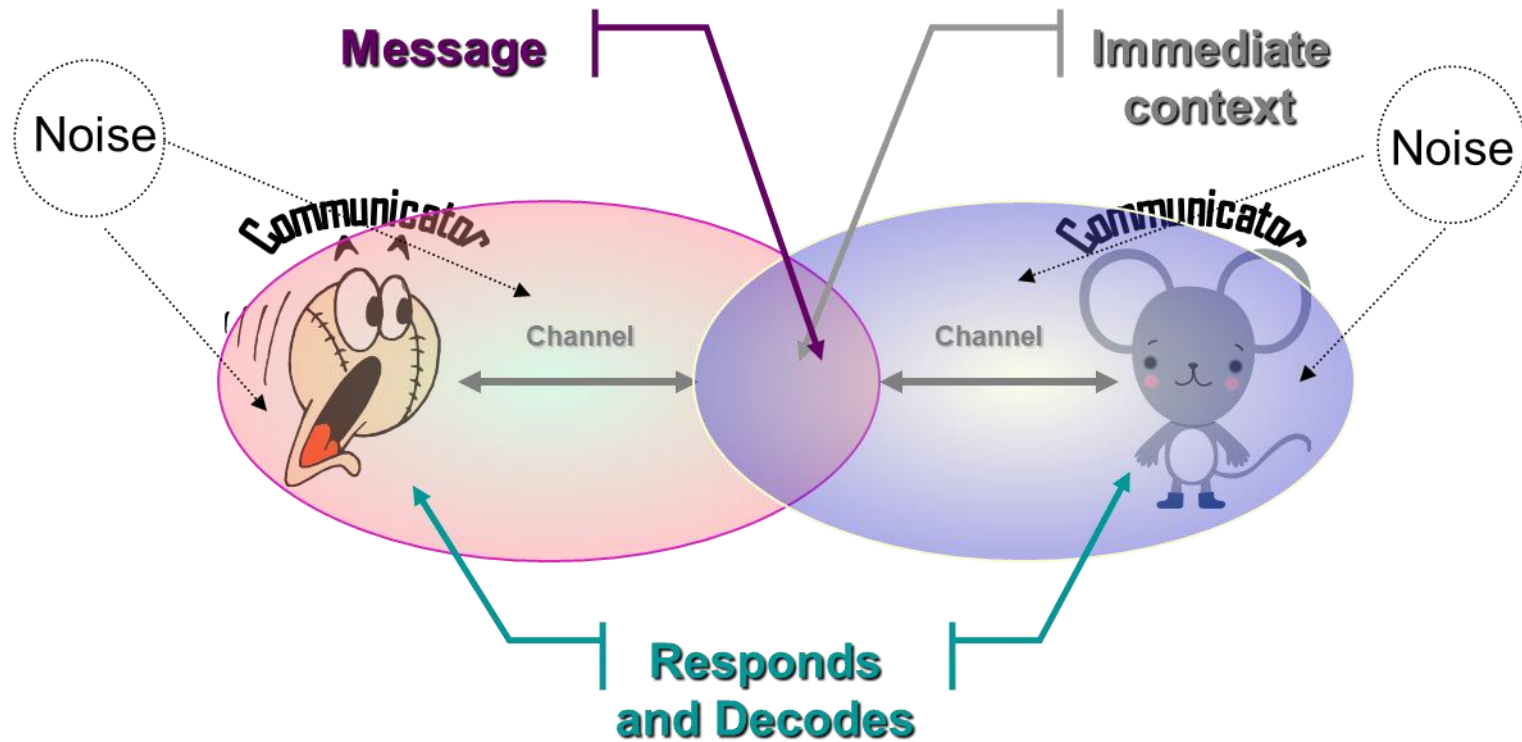 Message
Immediate
context
Noise
Noise
Communicator
Communicator
Channel
Channel
Responds
and Decodes